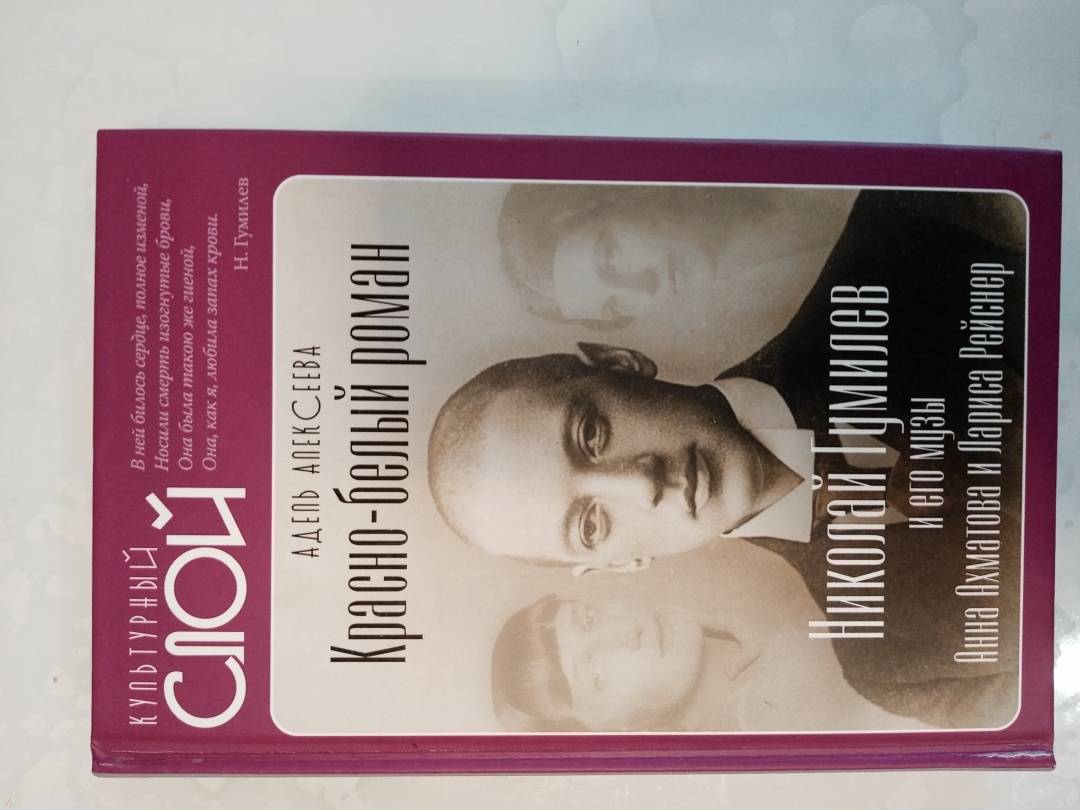 КУЛЬТУРНЫЙ
СЛОЙ
В ней билось сердце, полное изменой,
Носили смерть изогнутые брови,
Она была такою же гиеной,
Она, как я, любила запах крови.
Н. Гумилев
АДЕЛЬ АЛЕКСЕЕВА
Красно-белый роман
Николай Гумилев
и его музы
Анна Ахматова и Лариса Рейснер